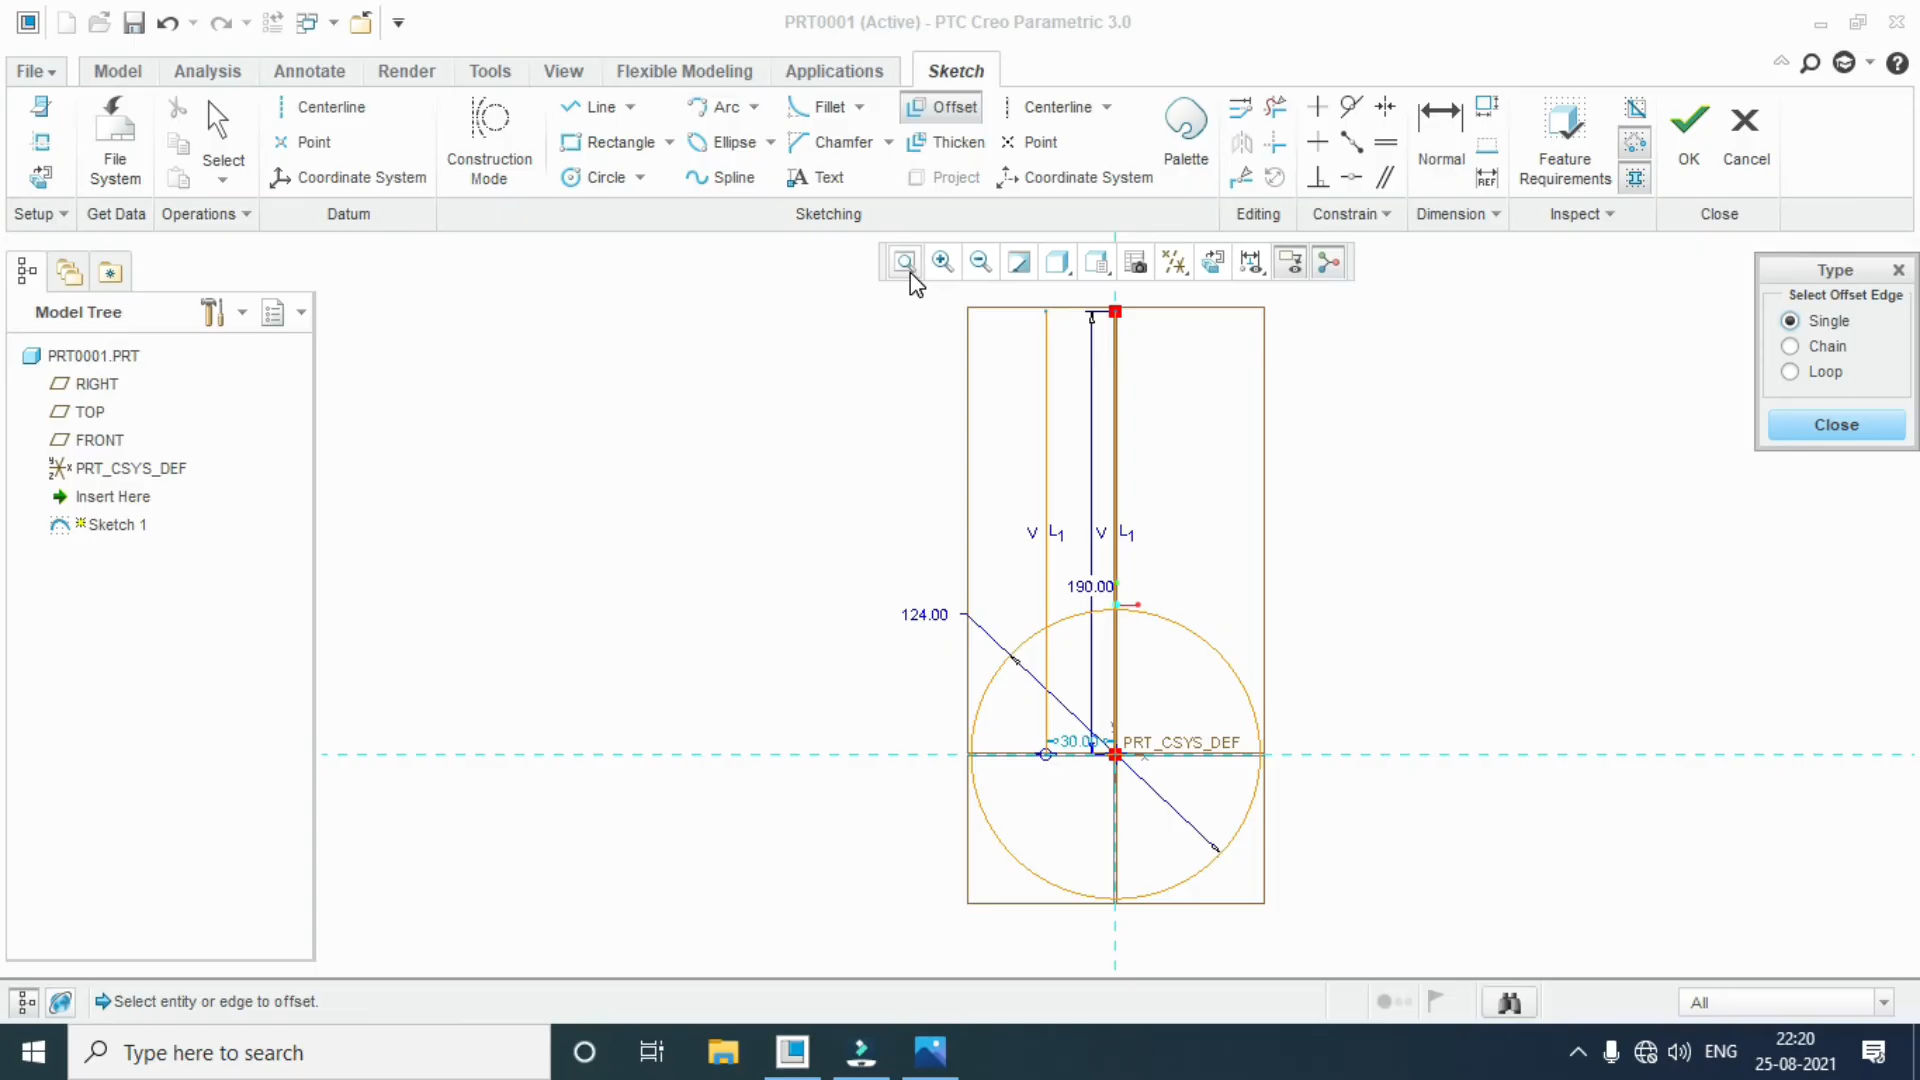 PRT0001 (Active) - PTC Creo Parametric 3.0
File
Model
Analysis
Annotate
Render
Tools
View
Flexible Modeling
Applications
Sketch
File System
Select
Centerline
Point
Coordinate System
Construction Mode
Line
Rectangle
Circle
Arc
Ellipse
Spline
Fillet
Chamfer
Text
Offset
Thicken
Project
Centerline
Point
Coordinate System
Palette
Normal
REF
Feature Requirements
OK
Cancel
Setup
Get Data
Operations
Datum
Sketching
Editing
Constrain
Dimension
Inspect
Close
Model Tree
PRT0001.PRT
RIGHT
TOP
FRONT
PRT_CSYS_DEF
Insert Here
Sketch 1
Type
Select Offset Edge
Single
Chain
Loop
Close
V L1 V L1
190.00
124.00
30.00
PRT_CSYS_DEF
Select entity or edge to offset.
All
Type here to search
ENG
22:20
25-08-2021